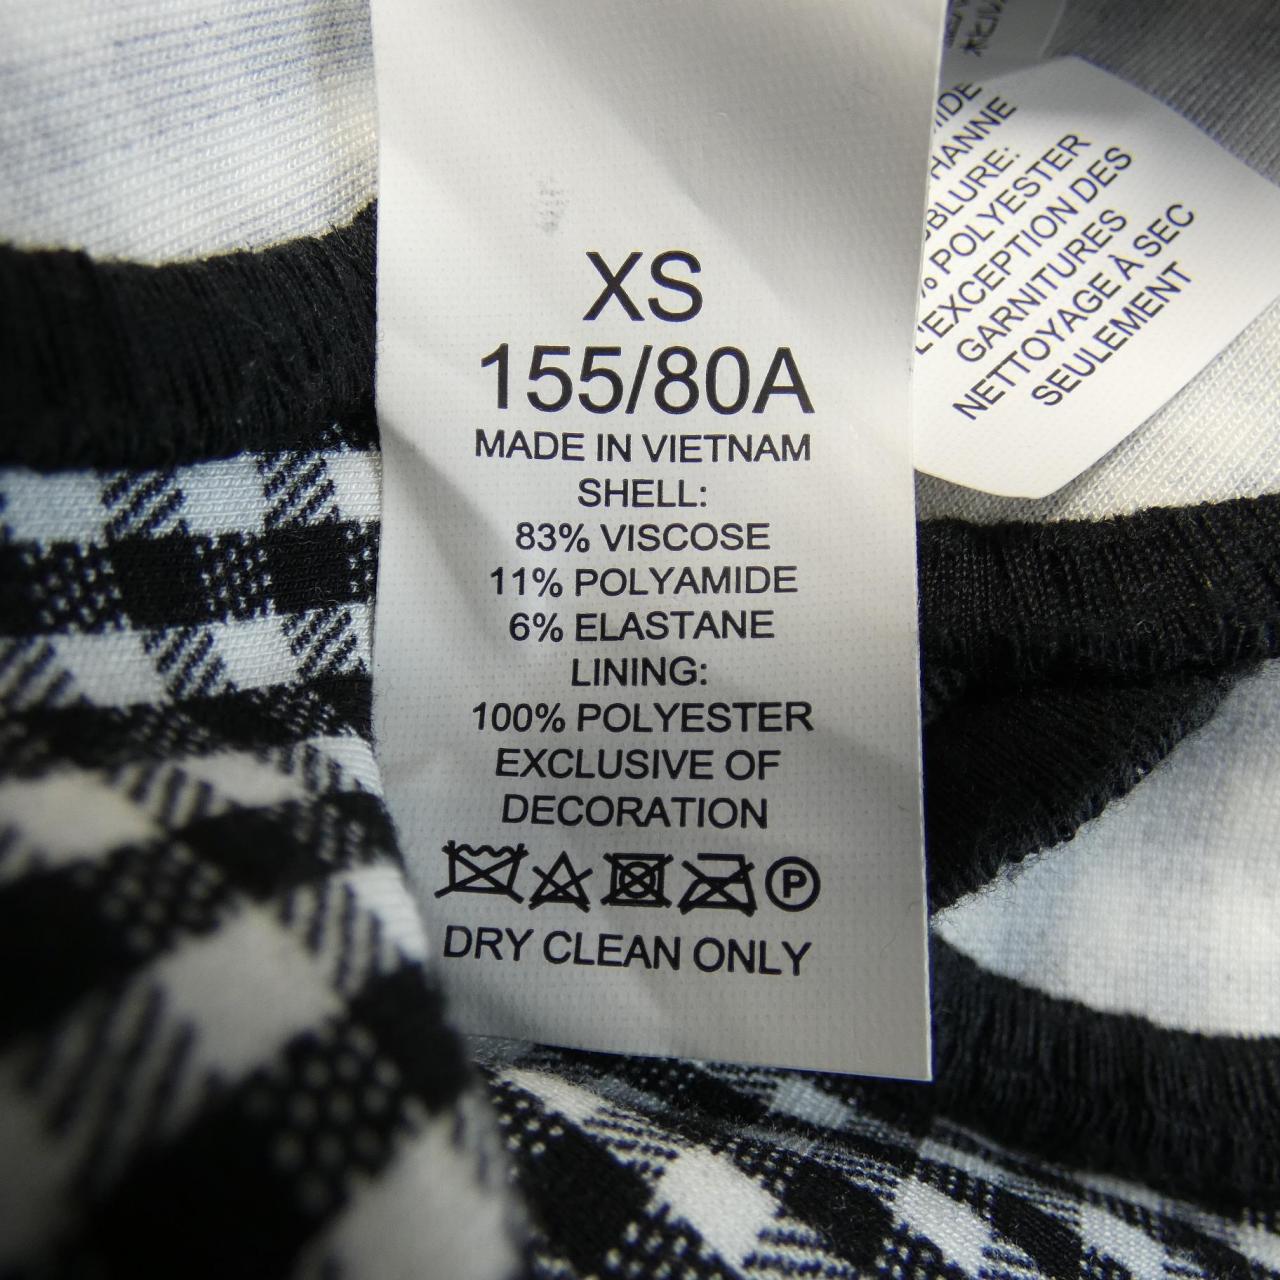 XS
155/80A
MADE IN VIETNAM
SHELL:
83% VISCOSE
11% POLYAMIDE
6% ELASTANE
LINING:
100% POLYESTER
EXCLUSIVE OF
DECORATION
P
DRY CLEAN ONLY
% POLYESTER
L'EXCEPTION DES
GARNITURES
NETTOYAGE À SEC
SEULEMENT